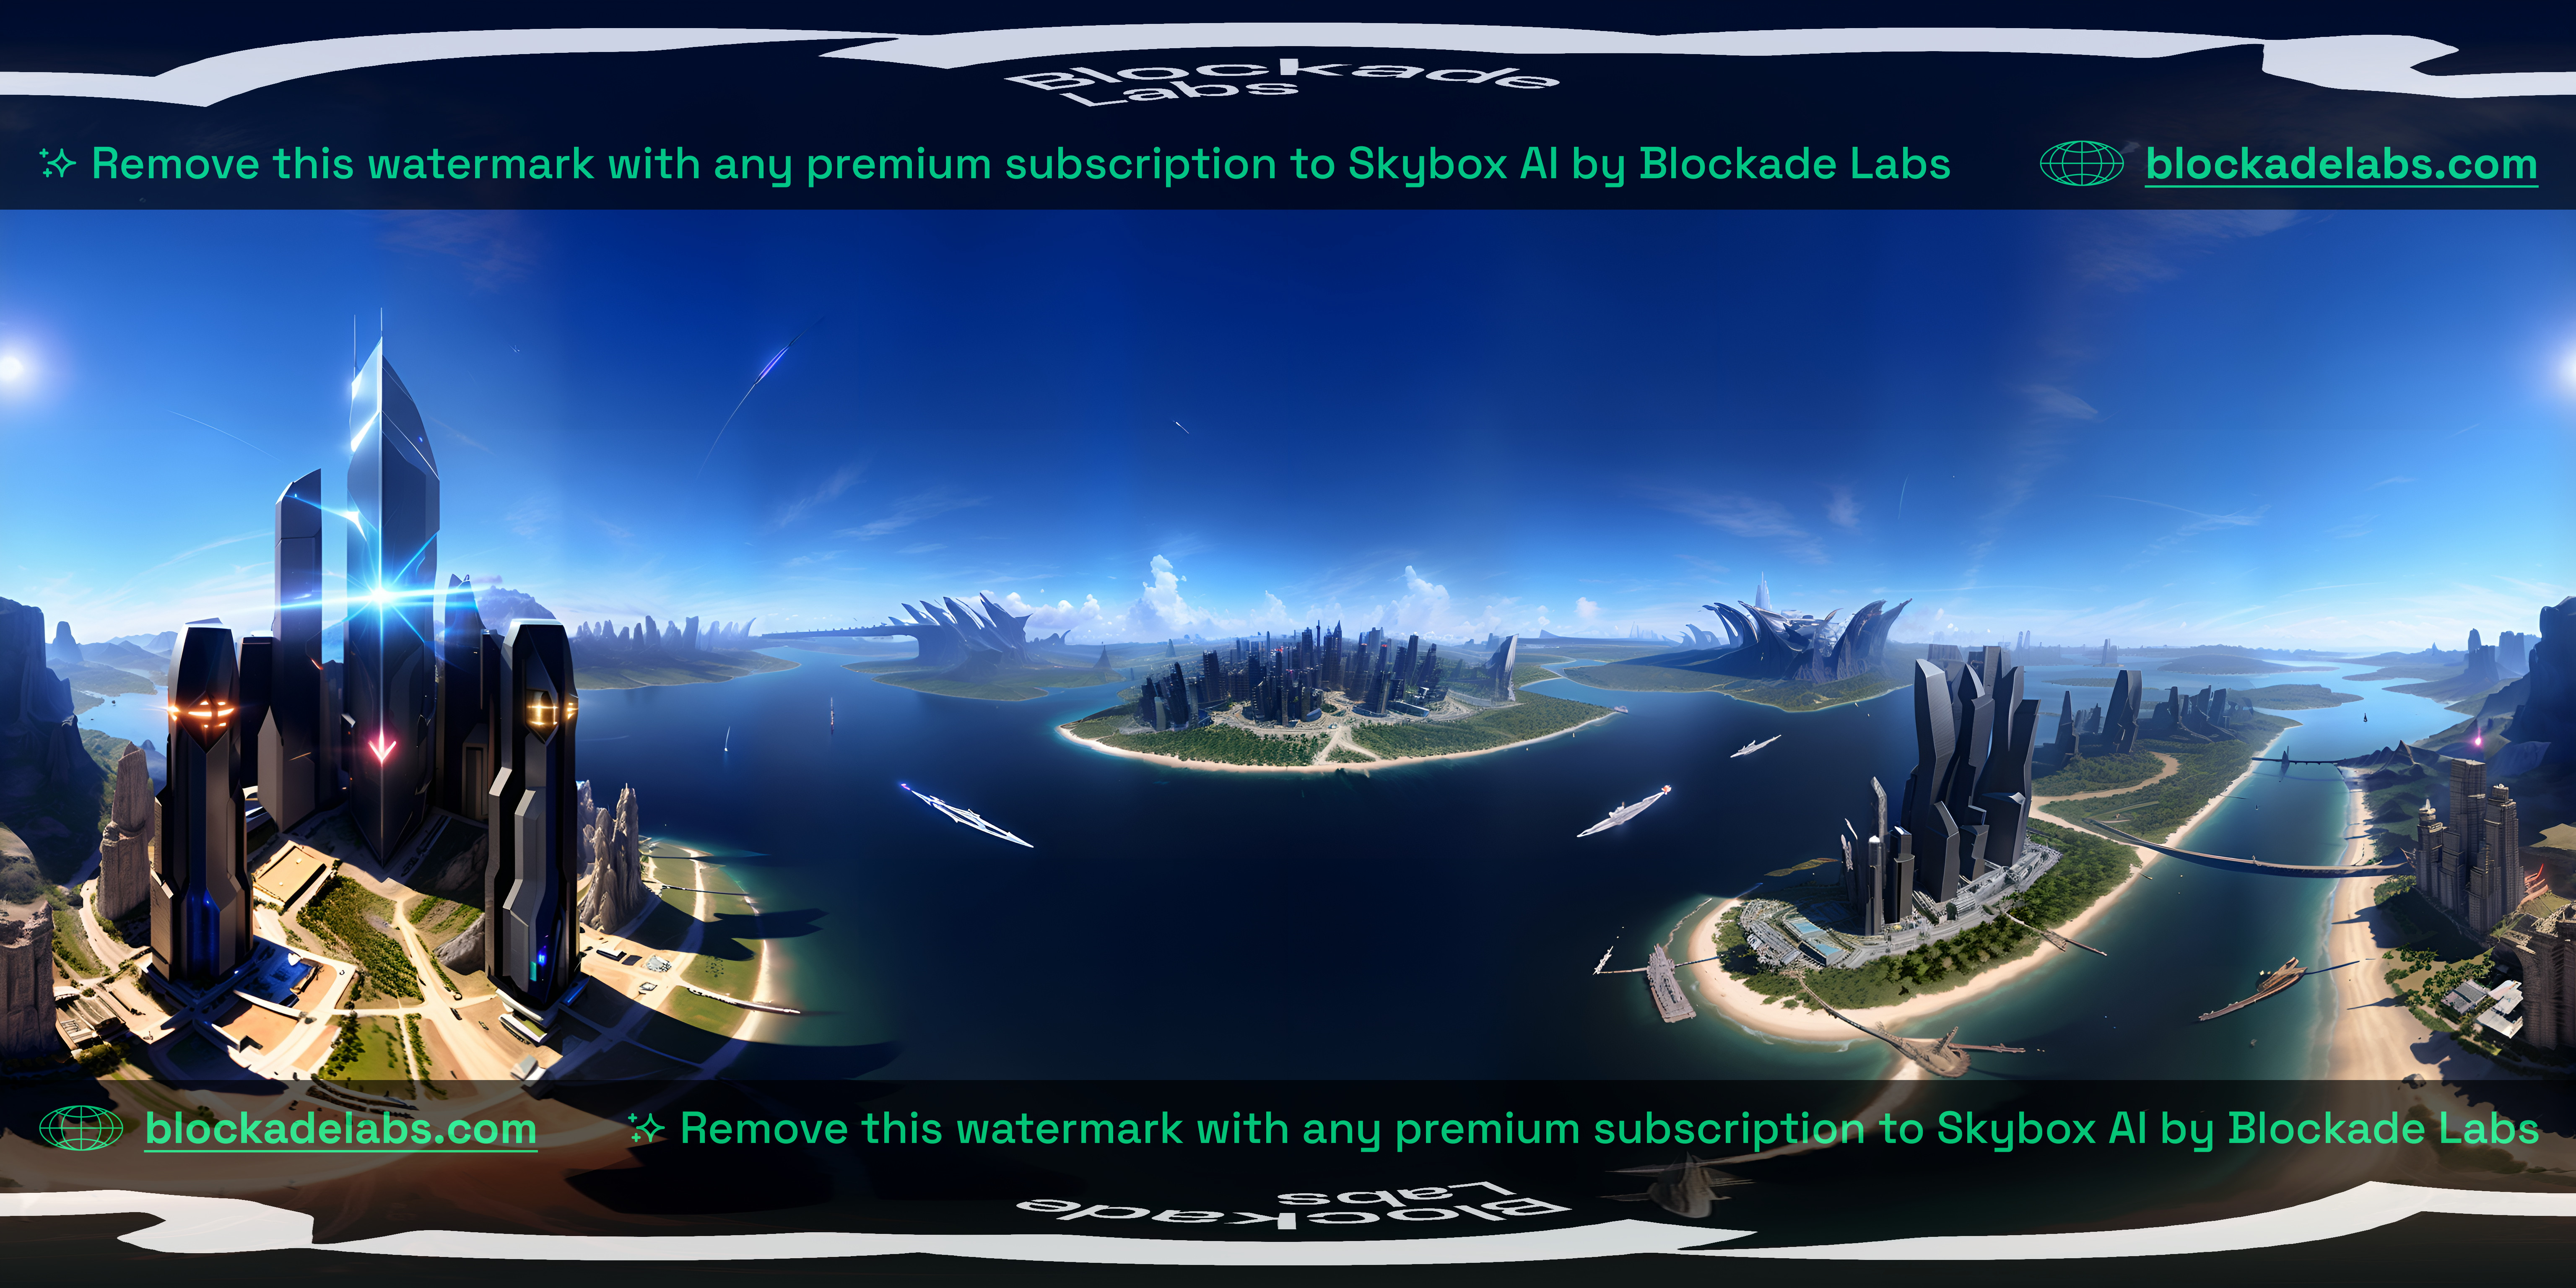 Blockade
Labs
Remove this watermark with any premium subscription to Skybox AI by Blockade Labs
blockadelabs.com
blockadelabs.com
Remove this watermark with any premium subscription to Skybox AI by Blockade Labs
Labs
Blockade